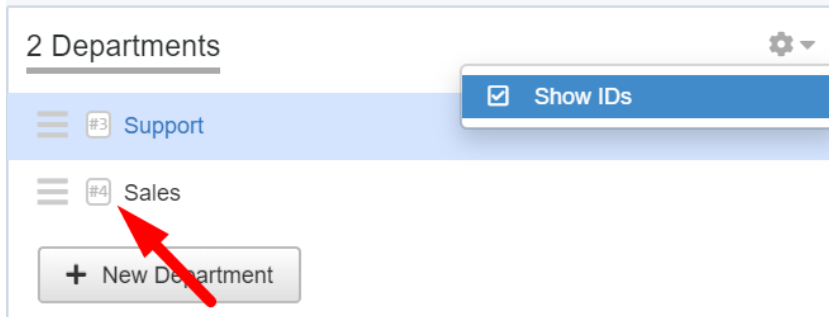 2 Departments
Show IDs
#3 Support
#4 Sales
+ New Department